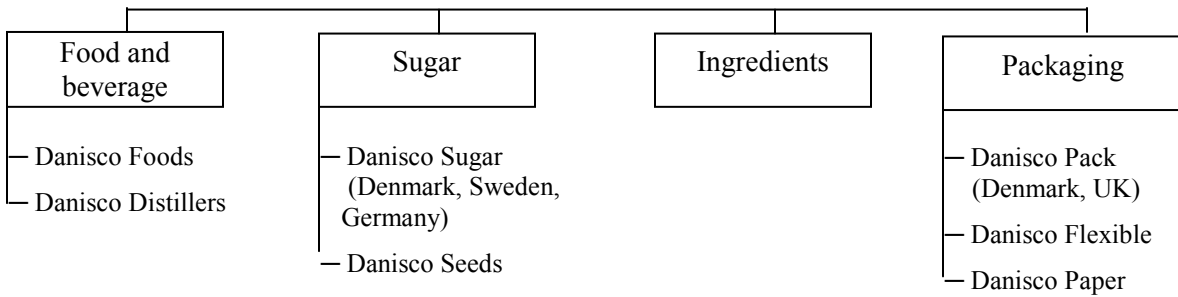 Food and
beverage
Danisco Foods
Danisco Distillers
Sugar
Danisco Sugar
(Denmark, Sweden,
Germany)
Danisco Seeds
Ingredients
Packaging
Danisco Pack
(Denmark, UK)
Danisco Flexible
Danisco Paper